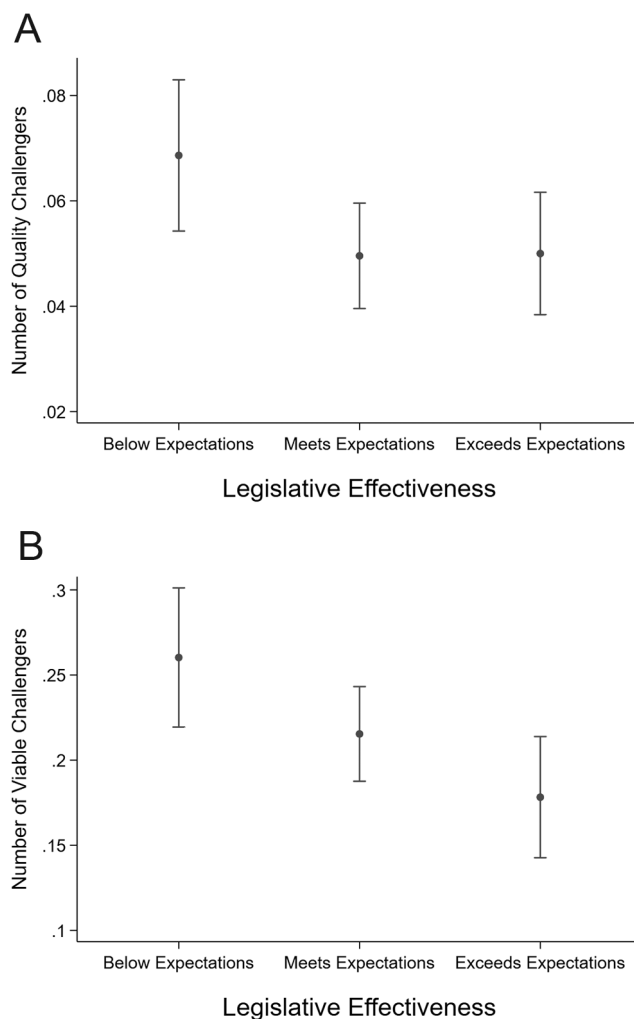 A
Number of Quality Challengers
.08
.06
.04
.02
Below Expectations
Meets Expectations
Exceeds Expectations
Legislative Effectiveness
B
Number of Viable Challengers
.3
.25
.2
.15
.1
Below Expectations
Meets Expectations
Exceeds Expectations
Legislative Effectiveness